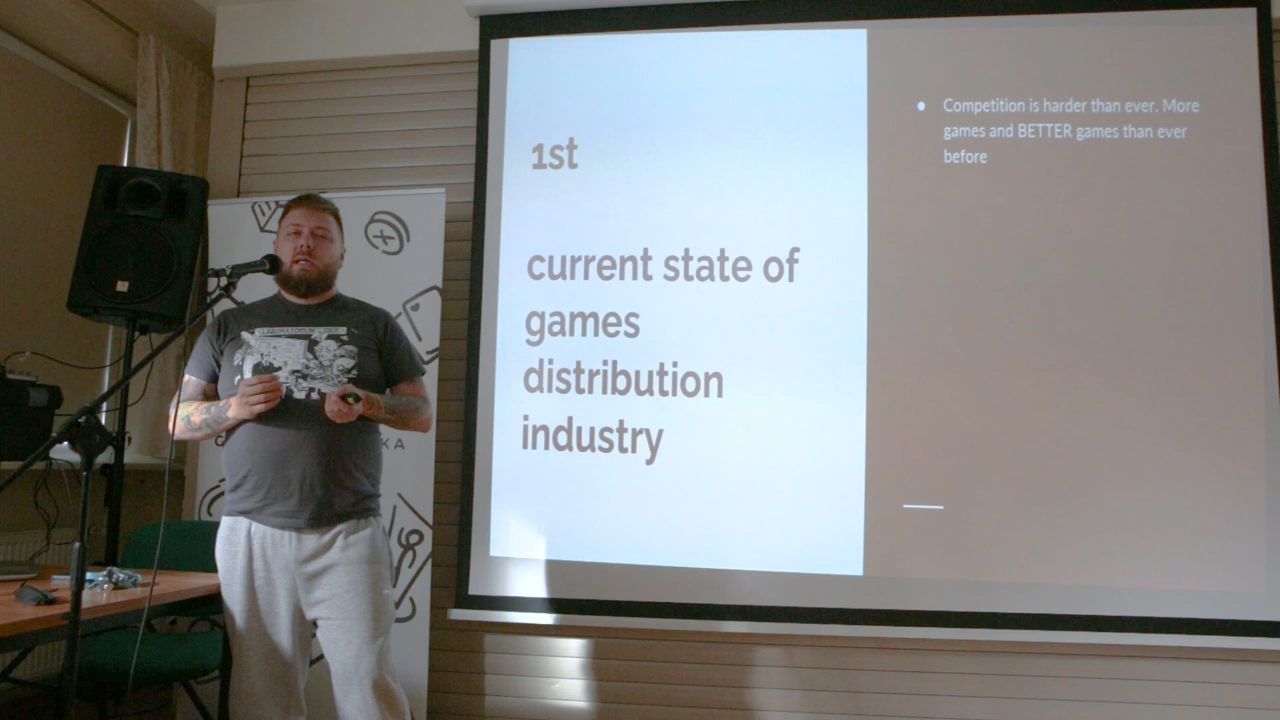 1st
current state of
games
distribution
industry
Competition is harder than ever. More
games and BETTER games than ever
before